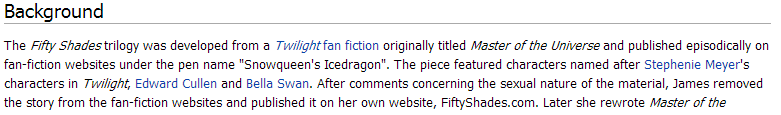 Background
The Fifty Shades trilogy was developed from a Twilight fan fiction originally titled Master of the Universe and published episodically on
fan-fiction websites under the pen name "Snowqueen's Icedragon". The piece featured characters named after Stephenie Meyer's
characters in Twilight, Edward Cullen and Bella Swan. After comments concerning the sexual nature of the material, James removed
the story from the fan-fiction websites and published it on her own website, FiftyShades.com. Later she rewrote Master of the